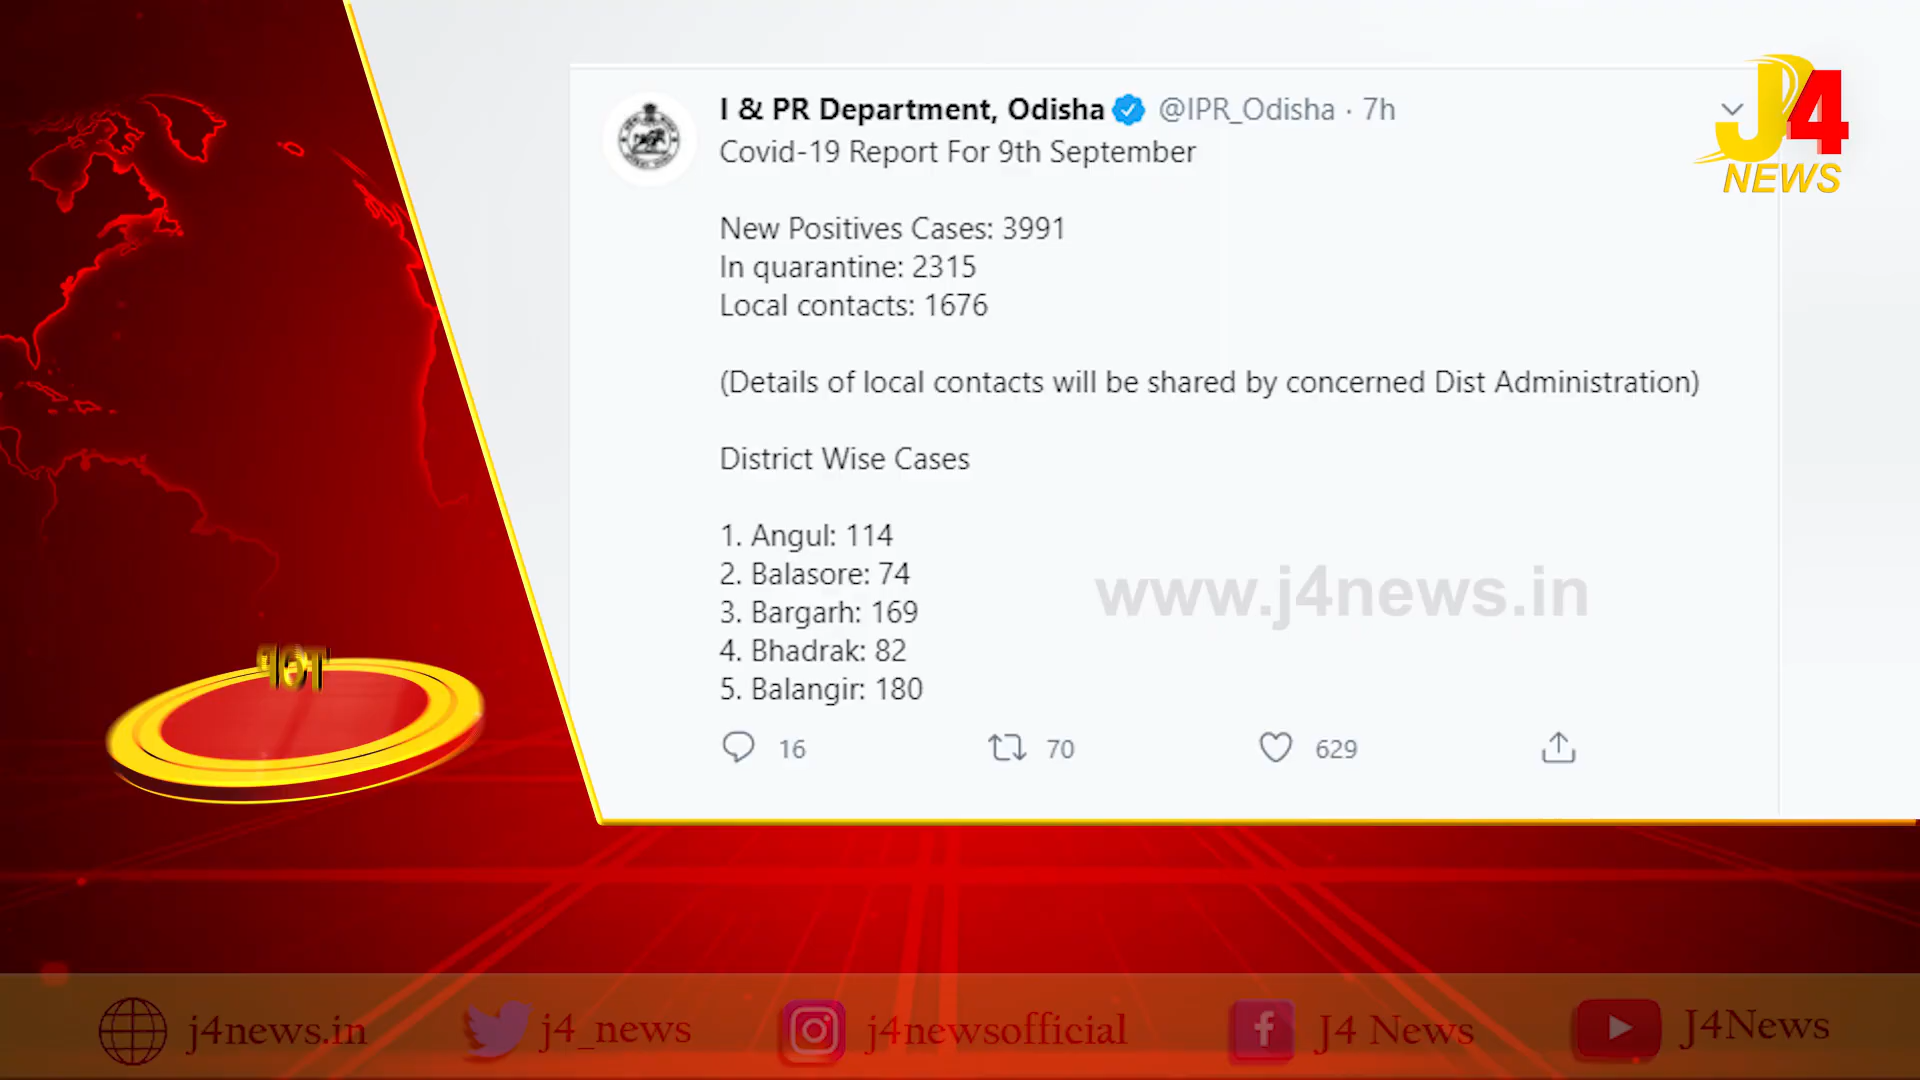 I & PR Department, Odisha @IPR_Odisha · 7h
Covid-19 Report For 9th September
New Positives Cases: 3991
In quarantine: 2315
Local contacts: 1676
(Details of local contacts will be shared by concerned Dist Administration)
District Wise Cases
1. Angul: 114
2. Balasore: 74
3. Bargarh: 169
4. Bhadrak: 82
5. Balangir: 180
16 70 629
J4
NEWS
www.j4news.in
j4news.in j4_news j4newsofficial J4 News J4News